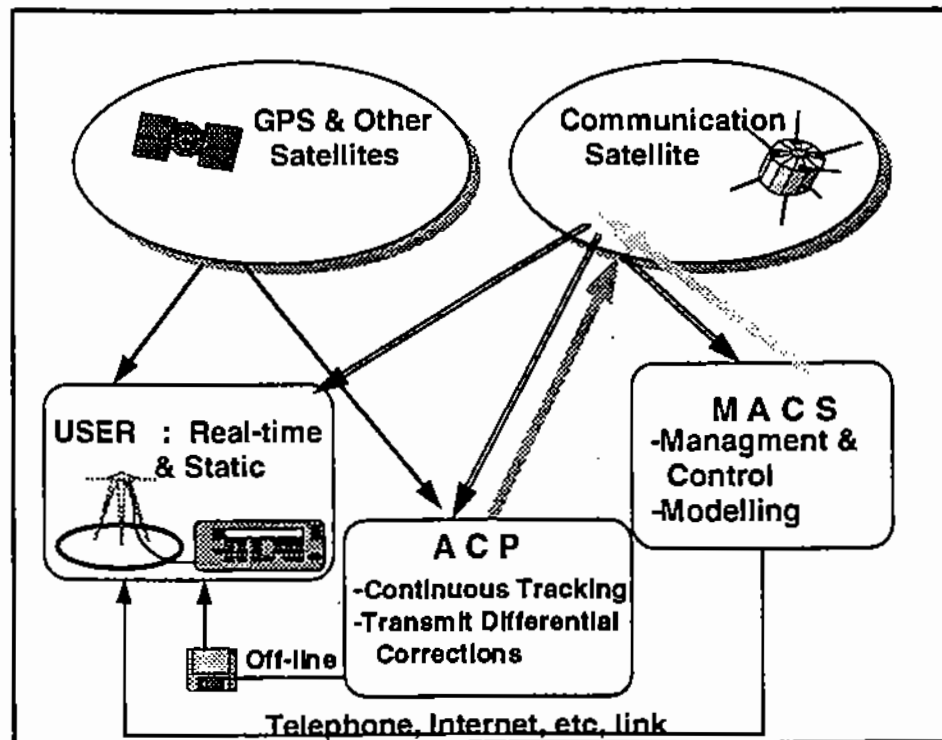 GPS & Other
Satellites
Communication
Satellite
USER : Real-time
& Static
M A C S
-Managment &
Control
-Modelling
A C P
-Continuous Tracking
-Transmit Differential
Corrections
Off-line
Telephone, Internet, etc, link